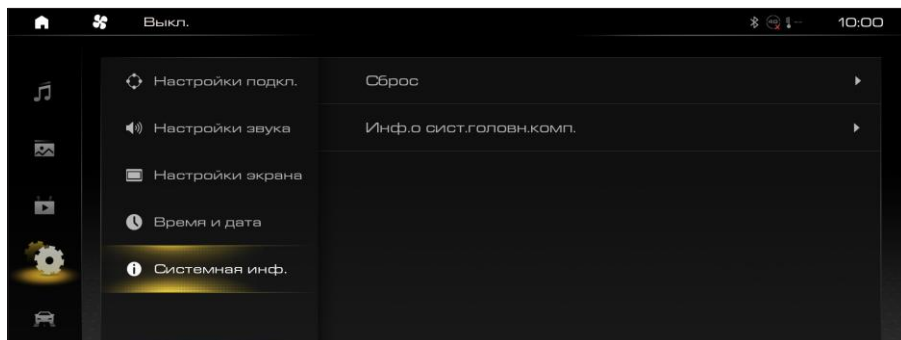 Выкл.
10:00
Настройки подкл.
Настройки звука
Настройки экрана
Время и дата
Системная инф.
Сброс
Инф.о сист.головн.комп.